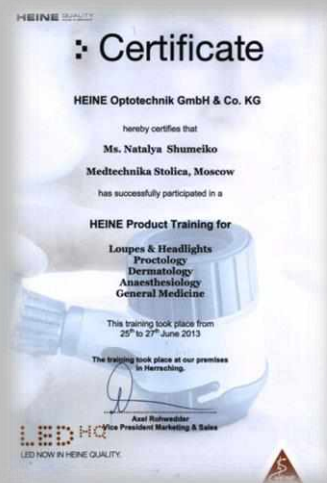 HEINE QUALITY
Certificate
HEINE Optotechnik GmbH & Co. KG
hereby certifies that
Ms. Natalya Shumeiko
Medtechnika Stolica, Moscow
has successfully participated in a
HEINE Product Training for
Loupes & Headlights
Proctology
Dermatology
Anaesthesiology
General Medicine
This training took place from
25th to 27th June 2013
The training took place at our premises
in Herrsching.
Axel Rohwedder
Vice President Marketing & Sales
LED HQ
LED NOW IN HEINE QUALITY.